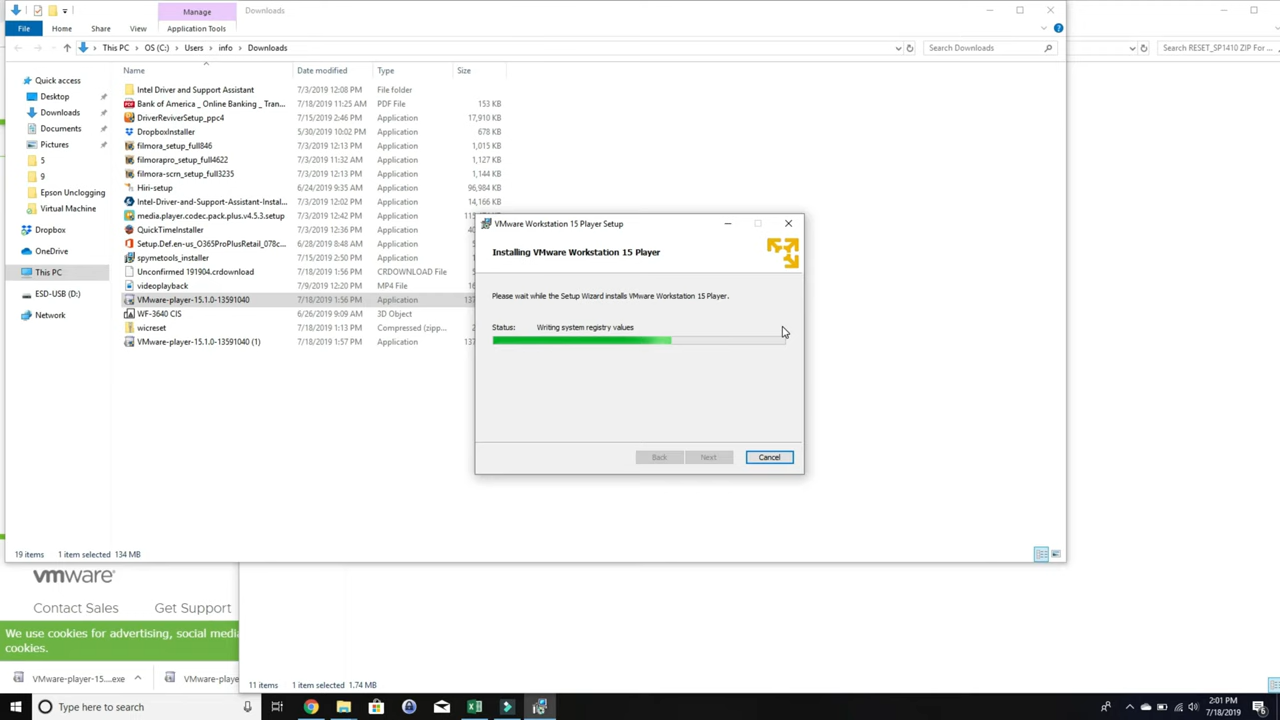 Manage
Downloads
File
Home
Share
View
Application Tools
This PC
OS (C:)
Users
info
Downloads
Search Downloads
Search RESET_SP1410 ZIP For ...
Name
Date modified
Type
Size
Quick access
Desktop
Downloads
Documents
Pictures
5
9
Epson Unclogging
Virtual Machine
Dropbox
OneDrive
This PC
ESD-USB (D:)
Network
Intel Driver and Support Assistant 7/3/2019 12:08 PM File folder
Bank of America _ Online Banking _ Tran... 7/18/2019 11:25 AM PDF File 153 KB
DriverReviverSetup_ppc4 7/15/2019 2:46 PM Application 17,910 KB
DropboxInstaller 5/30/2019 10:02 PM Application 678 KB
filmora_setup_full846 7/3/2019 12:13 PM Application 1,015 KB
filmorapro_setup_full4622 7/3/2019 11:32 AM Application 1,127 KB
filmora-scrn_setup_full3235 7/3/2019 12:13 PM Application 1,144 KB
Hiri-setup 6/24/2019 9:35 AM Application 96,984 KB
Intel-Driver-and-Support-Assistant-Instal... 7/3/2019 12:02 PM Application 14,166 KB
media.player.codec.pack.plus.v4.5.3.setup 7/3/2019 12:42 PM Application
QuickTimeInstaller 7/3/2019 12:11 PM Application
Setup.Def.en-us_O365ProPlusRetail_078c... 6/28/2019 8:48 AM Application
spymetools_installer 7/15/2019 2:50 PM Application
Unconfirmed 191904.crdownload 7/18/2019 1:56 PM CRDOWNLOAD File
videoplayback 7/9/2019 12:20 PM MP4 File
VMware-player-15.1.0-13591040 7/18/2019 1:56 PM Application
WF-3640 CIS 6/26/2019 9:09 AM 3D Object
wicreset 7/18/2019 1:13 PM Compressed (zipp...
VMware-player-15.1.0-13591040 (1) 7/18/2019 1:57 PM Application
VMware Workstation 15 Player Setup
Installing VMware Workstation 15 Player
Please wait while the Setup Wizard installs VMware Workstation 15 Player.
Status: Writing system registry values
Back
Next
Cancel
19 items 1 item selected 134 MB
vmware
Contact Sales
Get Support
We use cookies for advertising, social media
cookies.
VMware-player-15....exe
VMware-playe
11 items 1 item selected 1.74 MB
Type here to search
2:01 PM
7/18/2019